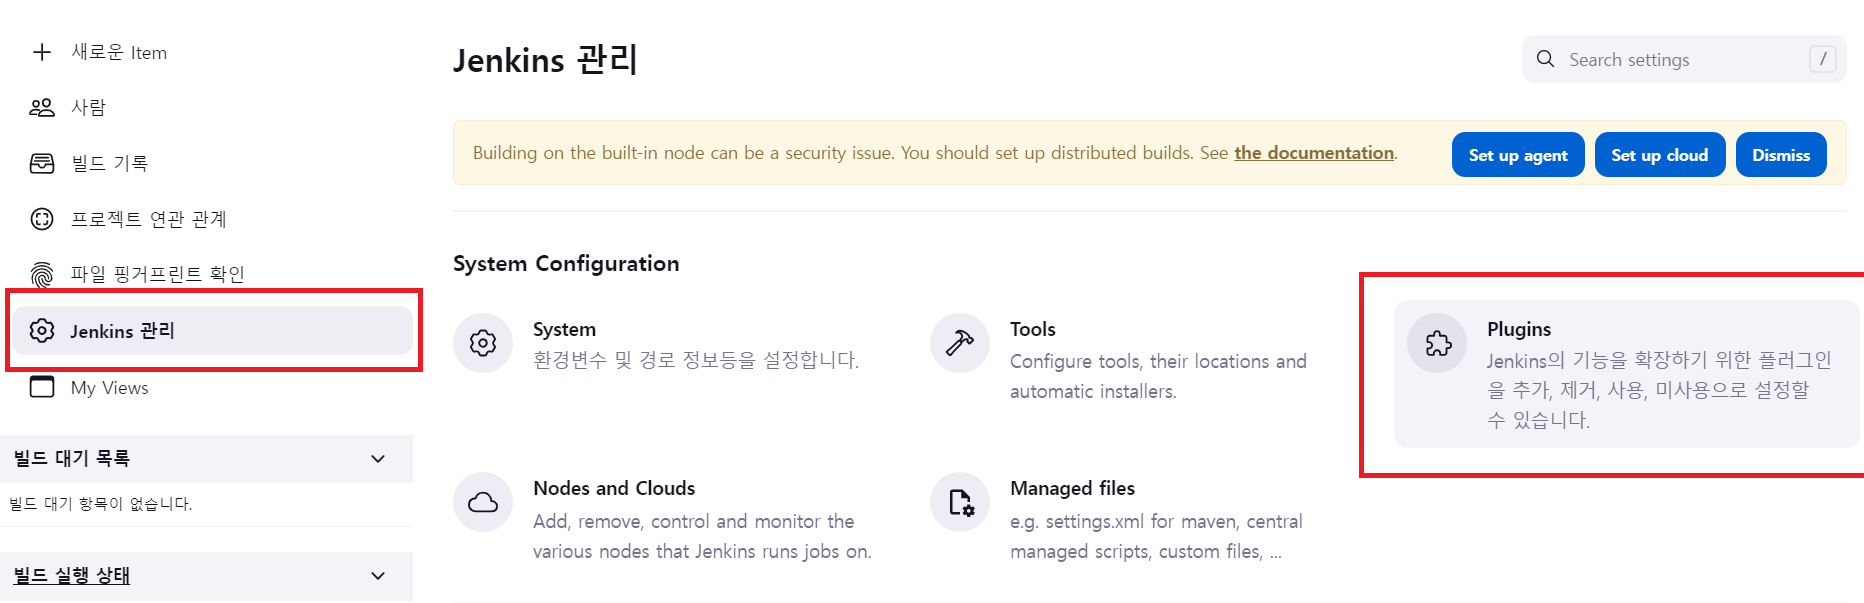 새로운 Item
사람
빌드 기록
프로젝트 연관 관계
파일 핑거프린트 확인
Jenkins 관리
My Views
빌드 대기 목록
빌드 대기 항목이 없습니다.
빌드 실행 상태
Jenkins 관리
Search settings
/
Building on the built-in node can be a security issue. You should set up distributed builds. See the documentation.
Set up agent
Set up cloud
Dismiss
System Configuration
System
환경변수 및 경로 정보등을 설정합니다.
Tools
Configure tools, their locations and
automatic installers.
Plugins
Jenkins의 기능을 확장하기 위한 플러그인
을 추가, 제거, 사용, 미사용으로 설정할
수 있습니다.
Nodes and Clouds
Add, remove, control and monitor the
various nodes that Jenkins runs jobs on.
Managed files
e.g. settings.xml for maven, central
managed scripts, custom files, ...